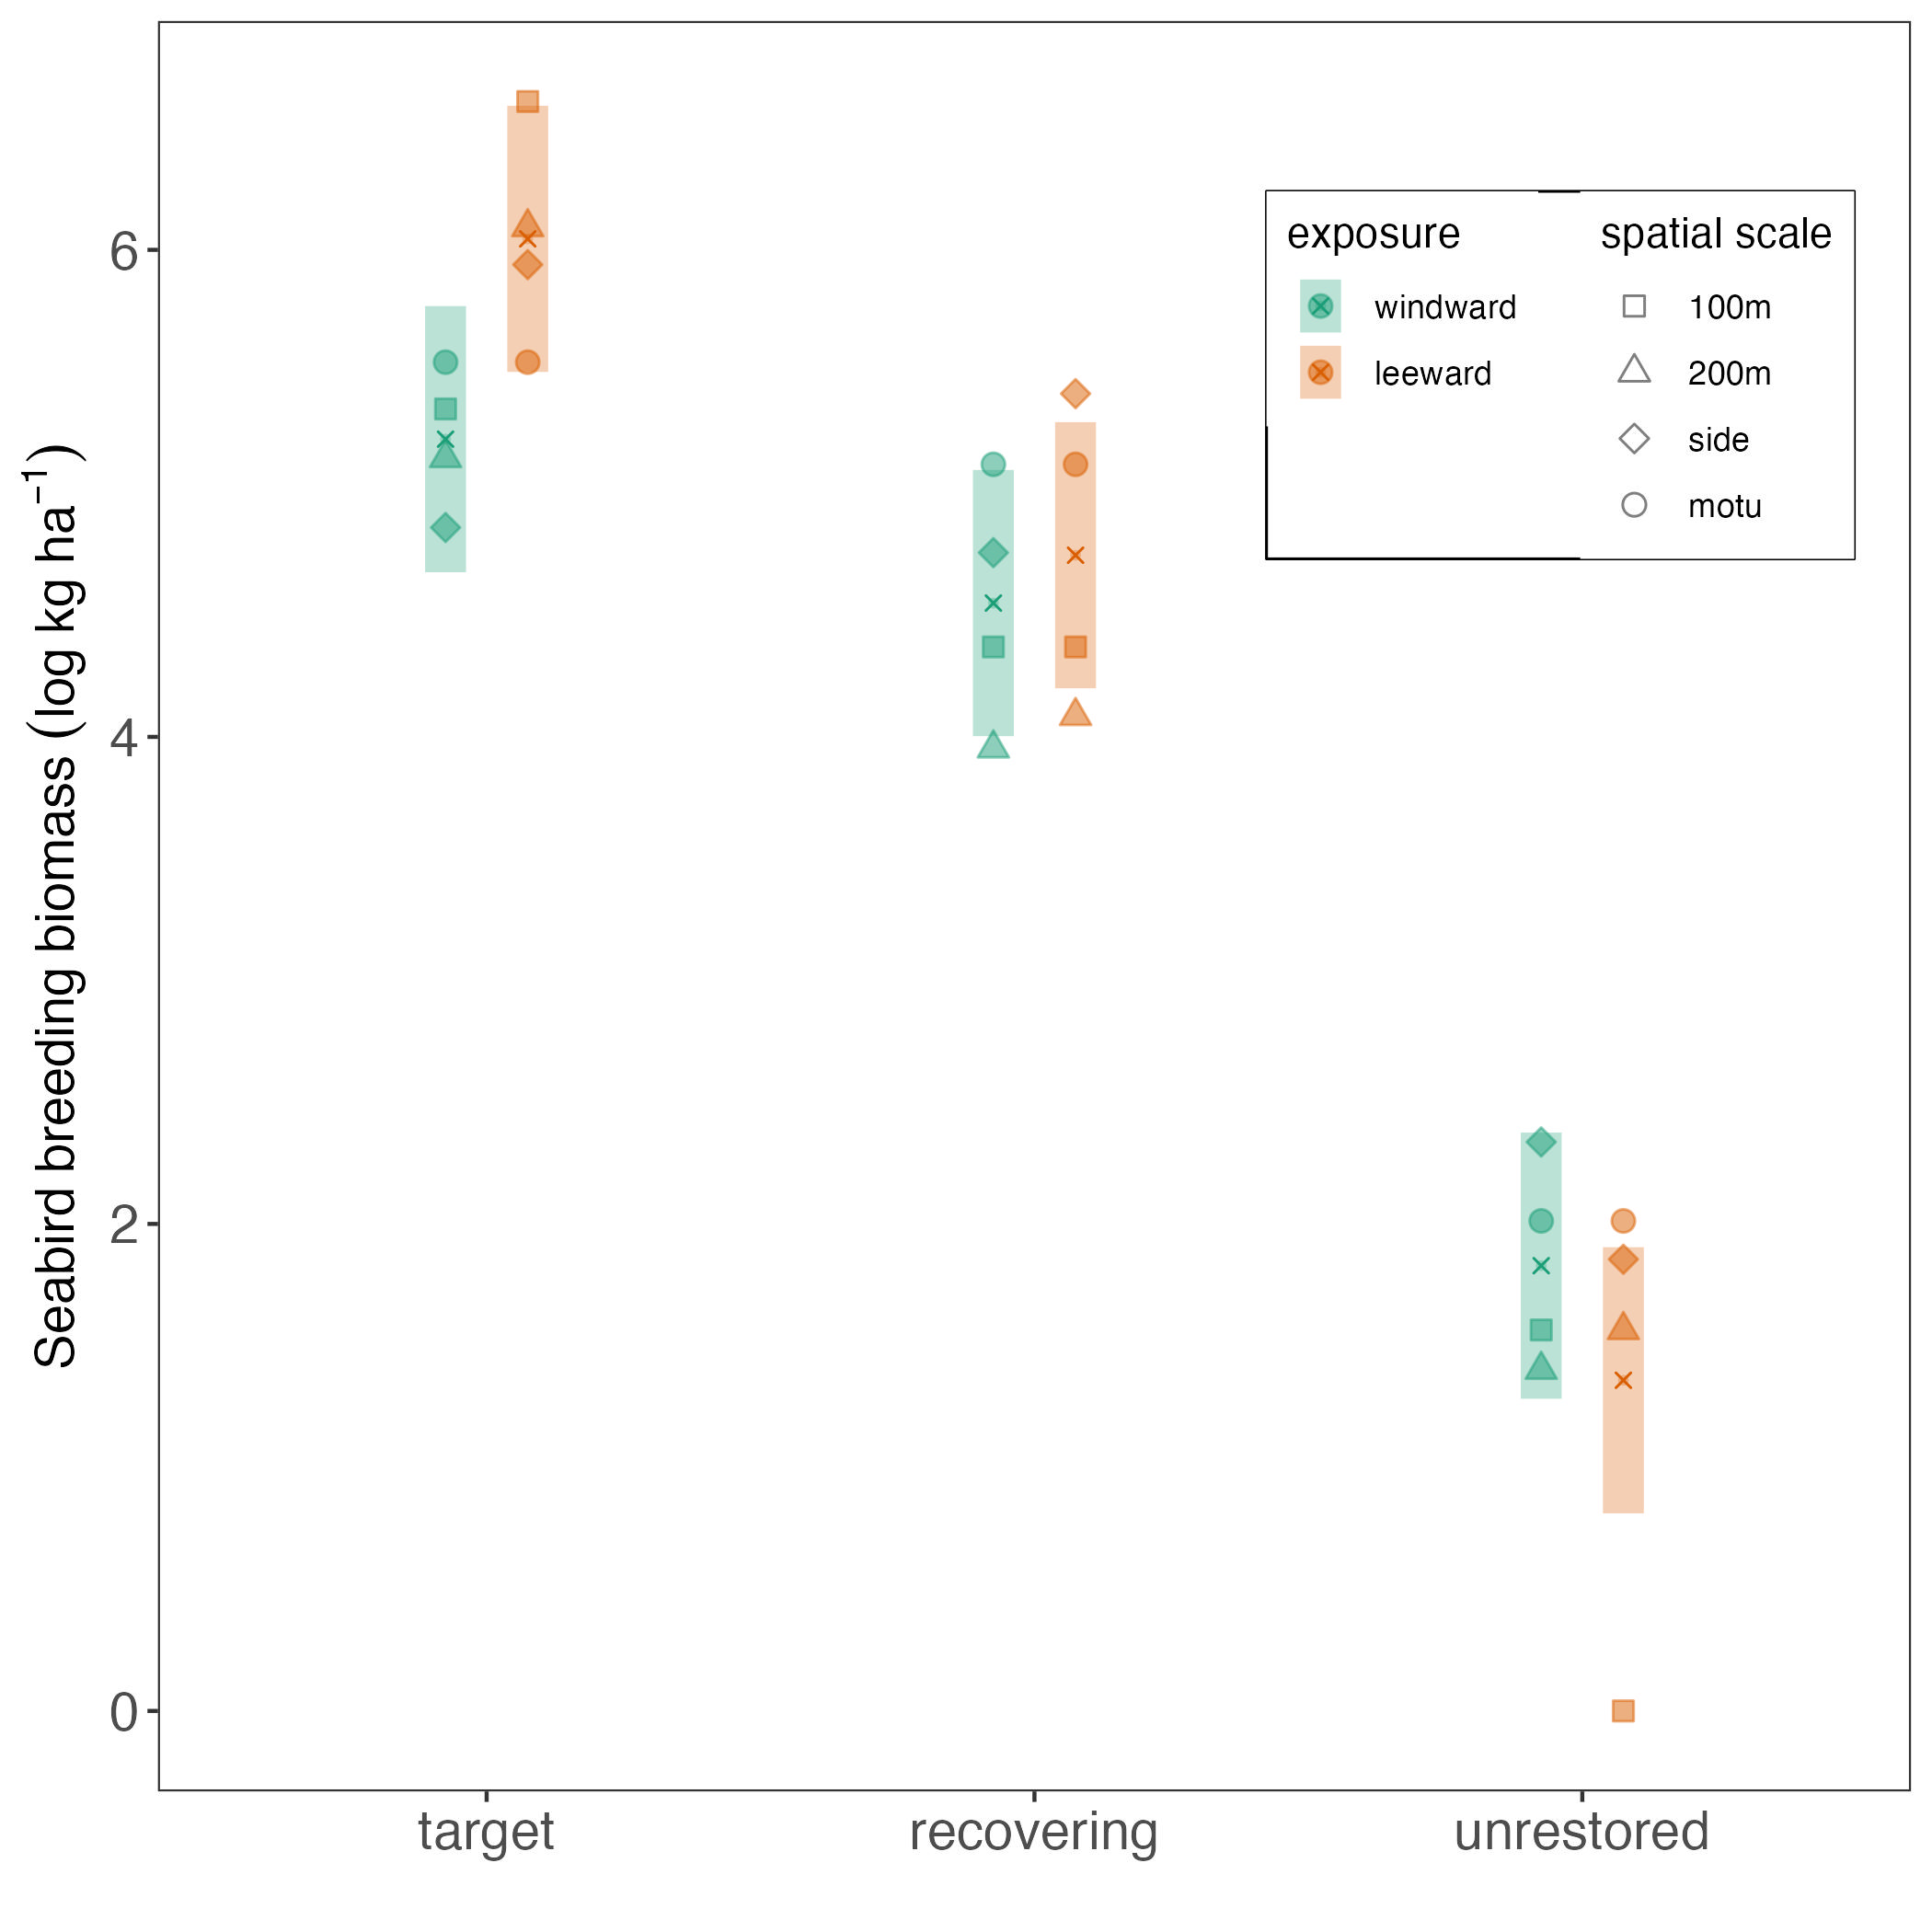 Seabird breeding biomass (log kg ha⁻¹)
6
4
2
0
target
recovering
unrestored
exposure
windward
leeward
spatial scale
100m
200m
side
motu